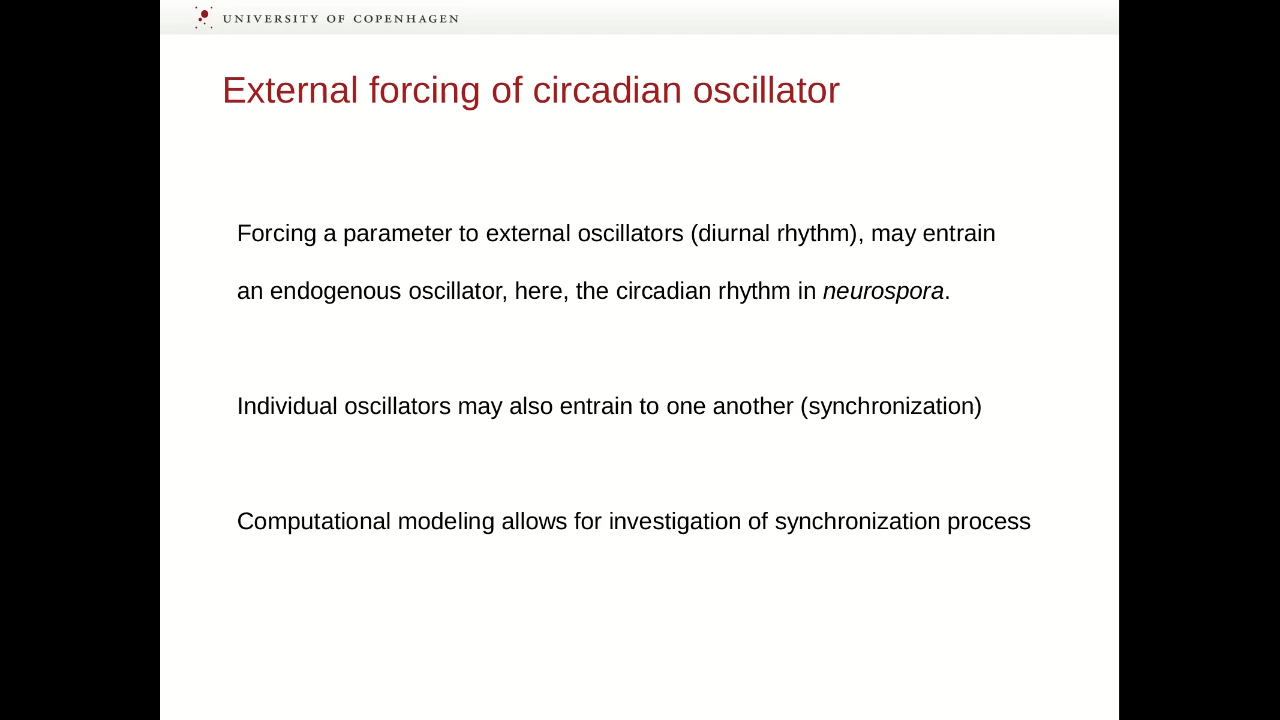 UNIVERSITY OF COPENHAGEN
External forcing of circadian oscillator
Forcing a parameter to external oscillators (diurnal rhythm), may entrain
an endogenous oscillator, here, the circadian rhythm in neurospora.
Individual oscillators may also entrain to one another (synchronization)
Computational modeling allows for investigation of synchronization process